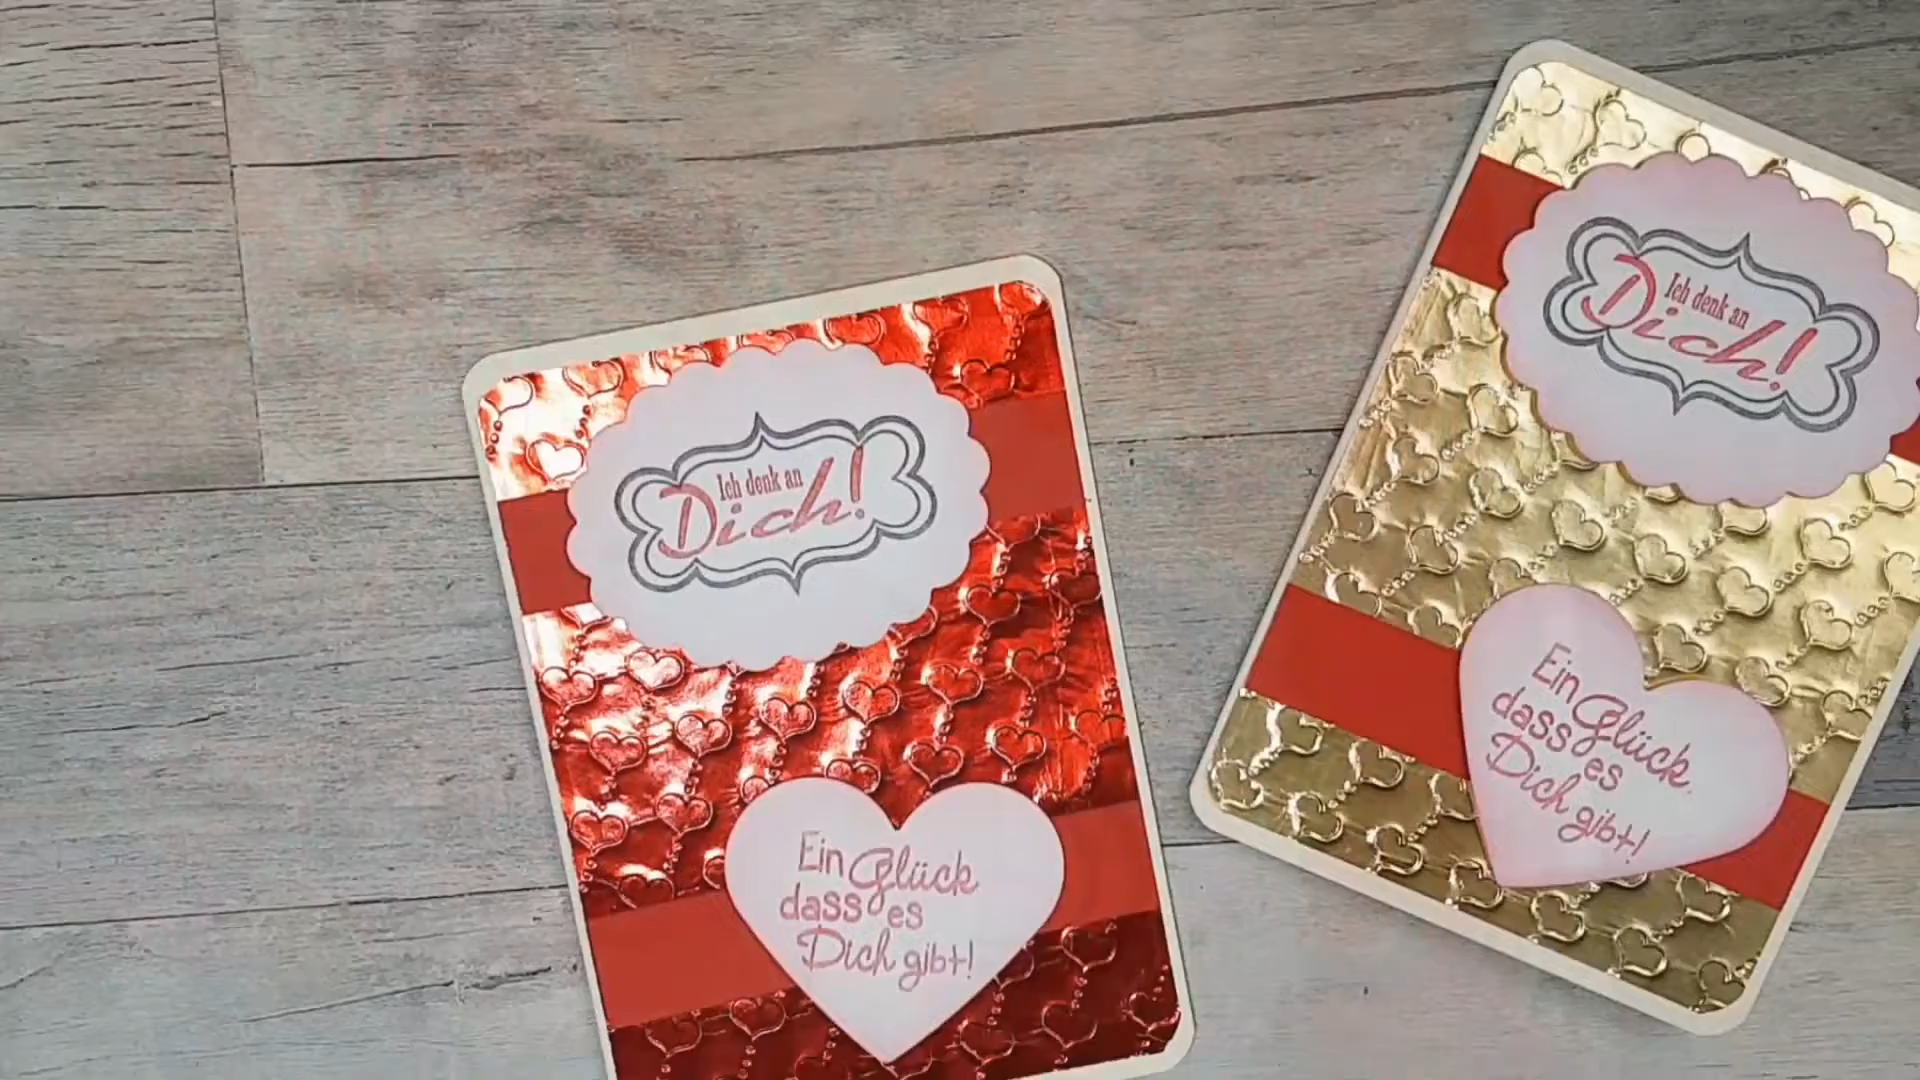 Ich denk an
Dich!
Ein Glück
dass es
Dich gibt!
Ich denk an
Dich!
Ein Glück
dass es
Dich gibt!